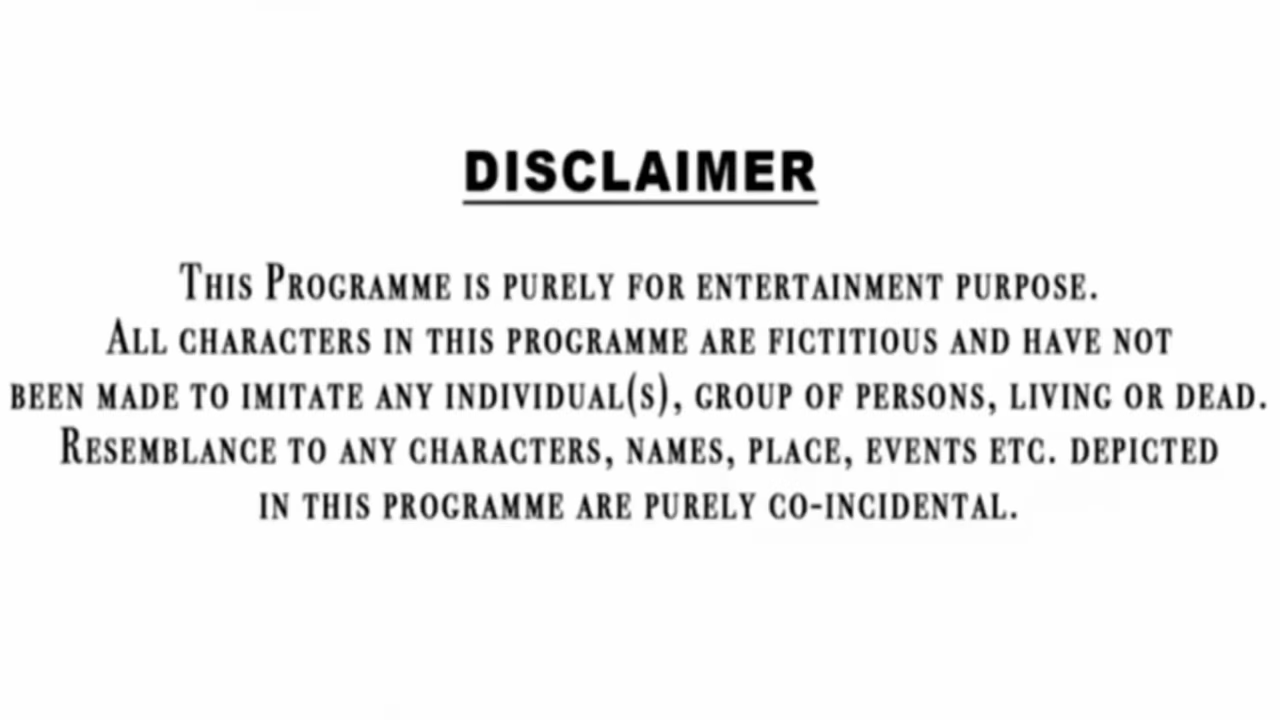 DISCLAIMER
This Programme is purely for entertainment purpose.
All characters in this programme are fictitious and have not
been made to imitate any individual(s), group of persons, living or dead.
Resemblance to any characters, names, place, events etc. depicted
in this programme are purely co-incidental.